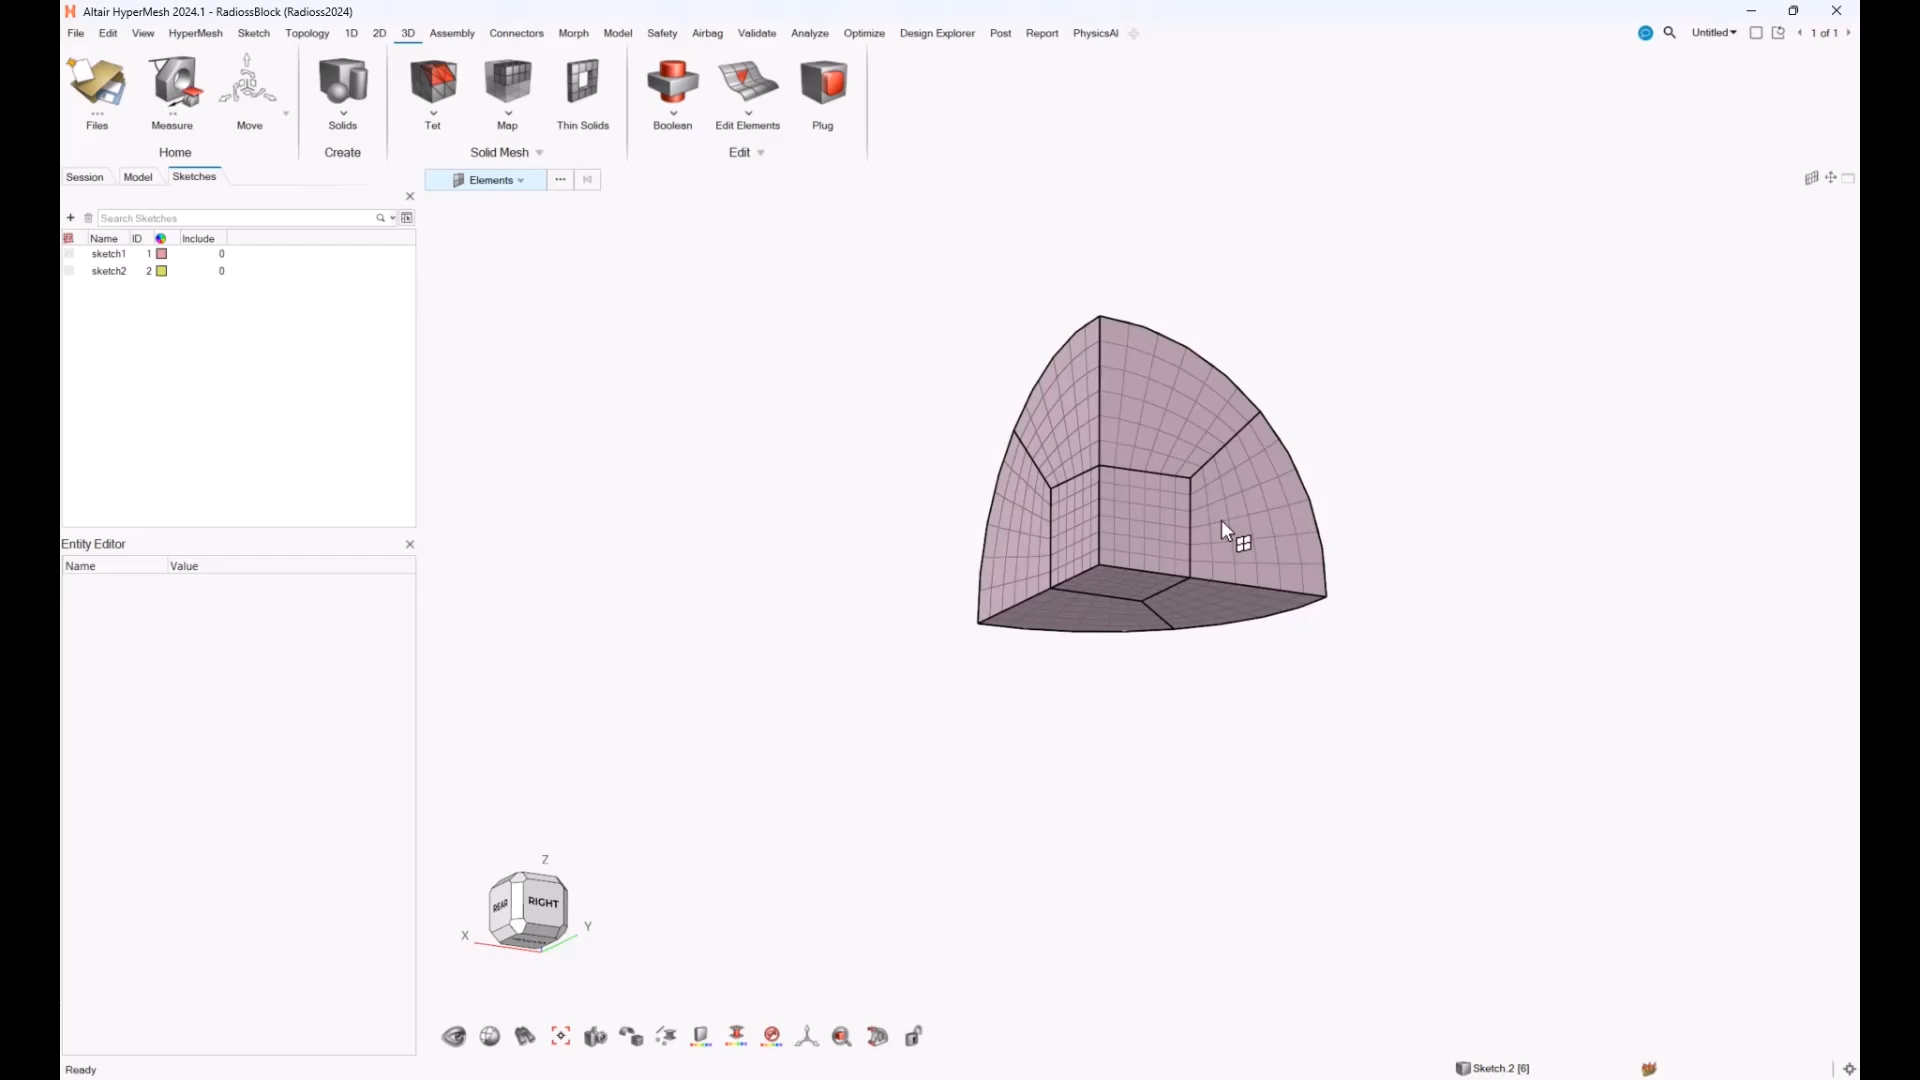 Altair HyperMesh 2024.1 - RadiossBlock (Radioss2024)
File Edit View HyperMesh Sketch Topology 1D 2D 3D Assembly Connectors Morph Model Safety Airbag Validate Analyze Optimize Design Explorer Post Report PhysicsAI Untitled 1 of 1
Files Measure Move Solids Tet Map Thin Solids Boolean Edit Elements Plug
Home Create Solid Mesh Edit
Session Model Sketches
Elements
Search Sketches
Name ID Include
sketch1 1 0
sketch2 2 0
Entity Editor
Name Value
Z
REAR RIGHT
X Y
Ready
Sketch.2 [6]